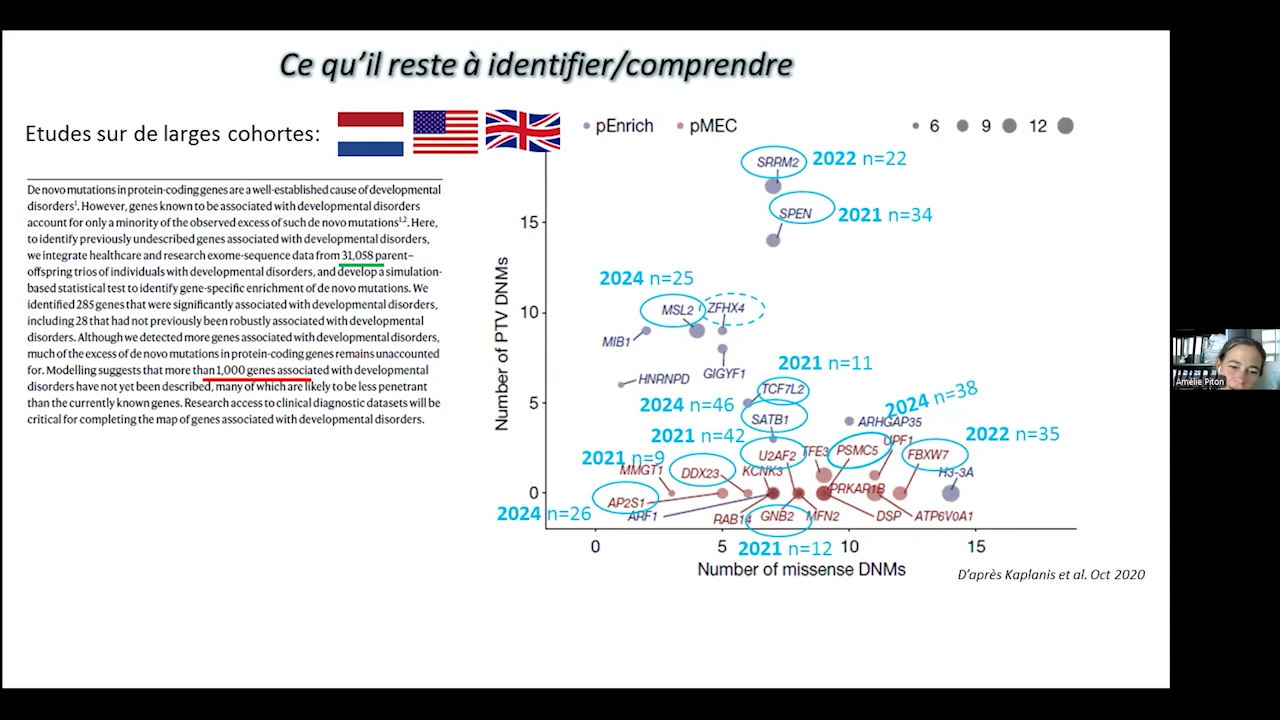 Ce qu'il reste à identifier/comprendre
Etudes sur de larges cohortes:
De novo mutations in protein-coding genes are a well-established cause of developmental
disorders¹. However, genes known to be associated with developmental disorders
account for only a minority of the observed excess of such de novo mutations¹,². Here,
to identify previously undescribed genes associated with developmental disorders,
we integrate healthcare and research exome-sequence data from 31,058 parent–
offspring trios of individuals with developmental disorders, and develop a simulation-
based statistical test to identify gene-specific enrichment of de novo mutations. We
identified 285 genes that were significantly associated with developmental disorders,
including 28 that had not previously been robustly associated with developmental
disorders. Although we detected more genes associated with developmental disorders,
much of the excess of de novo mutations in protein-coding genes remains unaccounted
for. Modelling suggests that more than 1,000 genes associated with developmental
disorders have not yet been described, many of which are likely to be less penetrant
than the currently known genes. Research access to clinical diagnostic datasets will be
critical for completing the map of genes associated with developmental disorders.
pEnrich pMEC 6 9 12
SRRM2 2022 n=22
SPEN 2021 n=34
15
2024 n=25
MSL2 ZFHX4
10
MIB1
GIGYF1
HNRNPD
2021 n=11
TCF7L2
2024 n=46
5
SATB1
2024 n=38
ARHGAP35
2021 n=42
U2AF2 TFE3 PSMC5 UPF1
2022 n=35
FBXW7
2021 n=9
MMGT1 DDX23 KCNK3
H3-3A
PRKAR1B
0
AP2S1
2024 n=26
ARF1 RAB14 GNB2 MFN2 DSP ATP6V0A1
2021 n=12
0 5 10 15
Number of PTV DNMs
Number of missense DNMs
D'après Kaplanis et al. Oct 2020
Amélie Piton